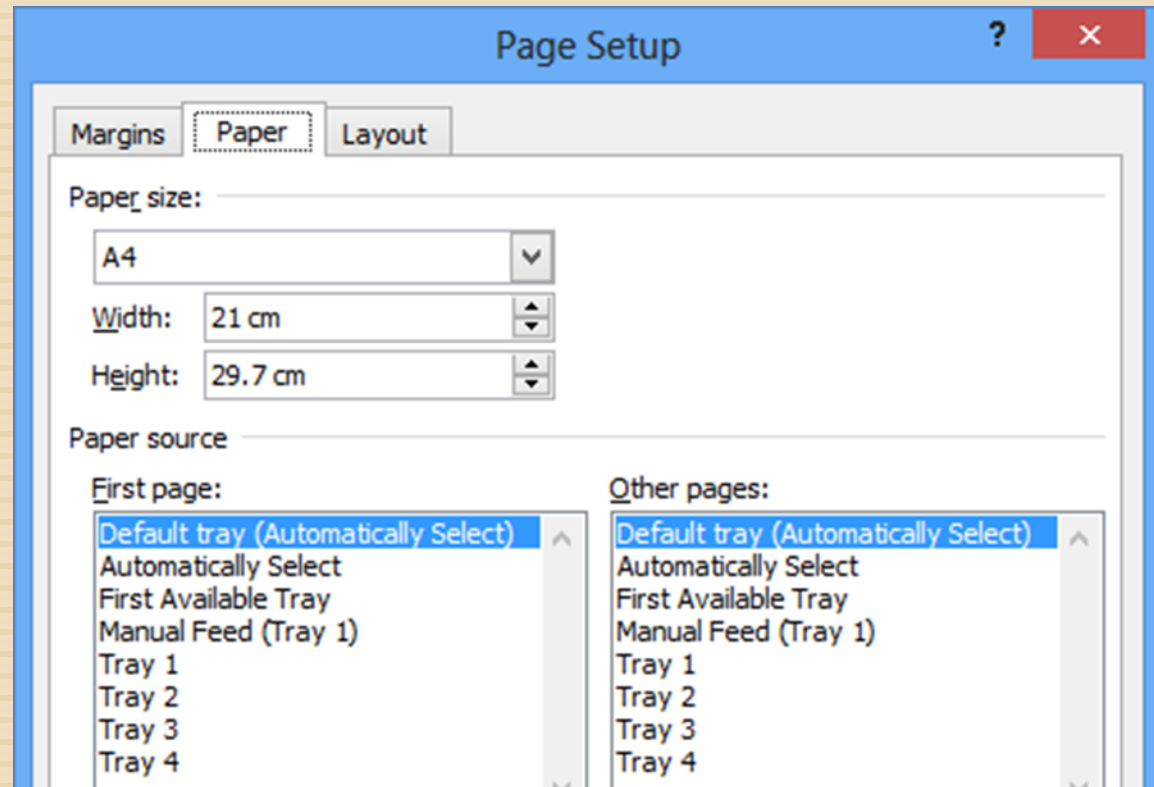 Page Setup ?
Margins Paper Layout
Paper size:
A4
Width: 21 cm
Height: 29.7 cm
Paper source
First page: Other pages:
Default tray (Automatically Select) Default tray (Automatically Select)
Automatically Select Automatically Select
First Available Tray First Available Tray
Manual Feed (Tray 1) Manual Feed (Tray 1)
Tray 1 Tray 1
Tray 2 Tray 2
Tray 3 Tray 3
Tray 4 Tray 4